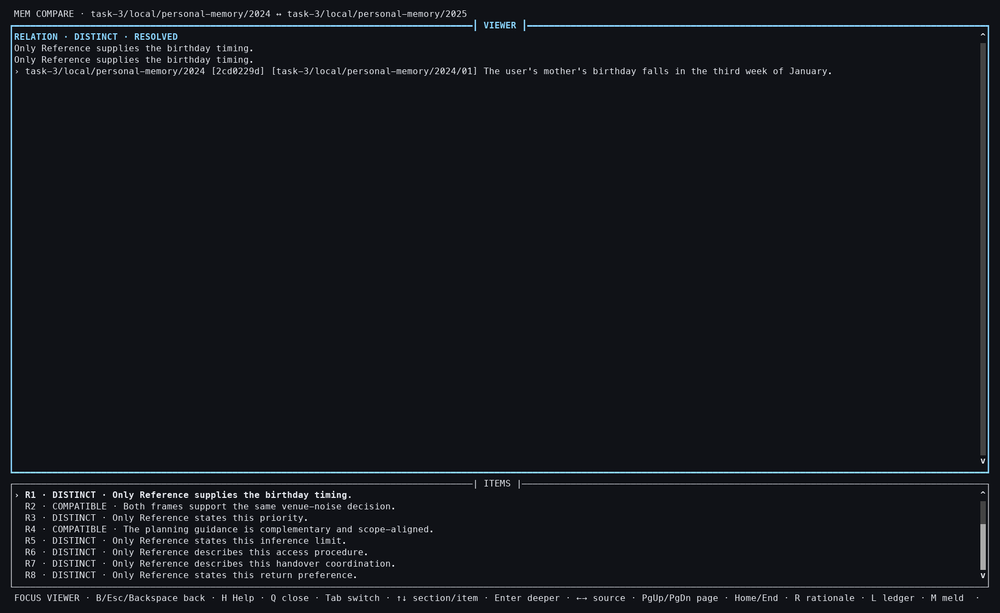 MEM COMPARE · task-3/local/personal-memory/2024 ↔ task-3/local/personal-memory/2025
VIEWER
RELATION · DISTINCT · RESOLVED
Only Reference supplies the birthday timing.
Only Reference supplies the birthday timing.
› task-3/local/personal-memory/2024 [2cd0229d] [task-3/local/personal-memory/2024/01] The user's mother's birthday falls in the third week of January.
ITEMS
› R1 · DISTINCT · Only Reference supplies the birthday timing.
R2 · COMPATIBLE · Both frames support the same venue-noise decision.
R3 · DISTINCT · Only Reference states this priority.
R4 · COMPATIBLE · The planning guidance is complementary and scope-aligned.
R5 · DISTINCT · Only Reference states this inference limit.
R6 · DISTINCT · Only Reference describes this access procedure.
R7 · DISTINCT · Only Reference describes this handover coordination.
R8 · DISTINCT · Only Reference states this return preference.
FOCUS VIEWER · B/Esc/Backspace back · H Help · Q close · Tab switch · ↑↓ section/item · Enter deeper · ←→ source · PgUp/PgDn page · Home/End · R rationale · L ledger · M meld ·